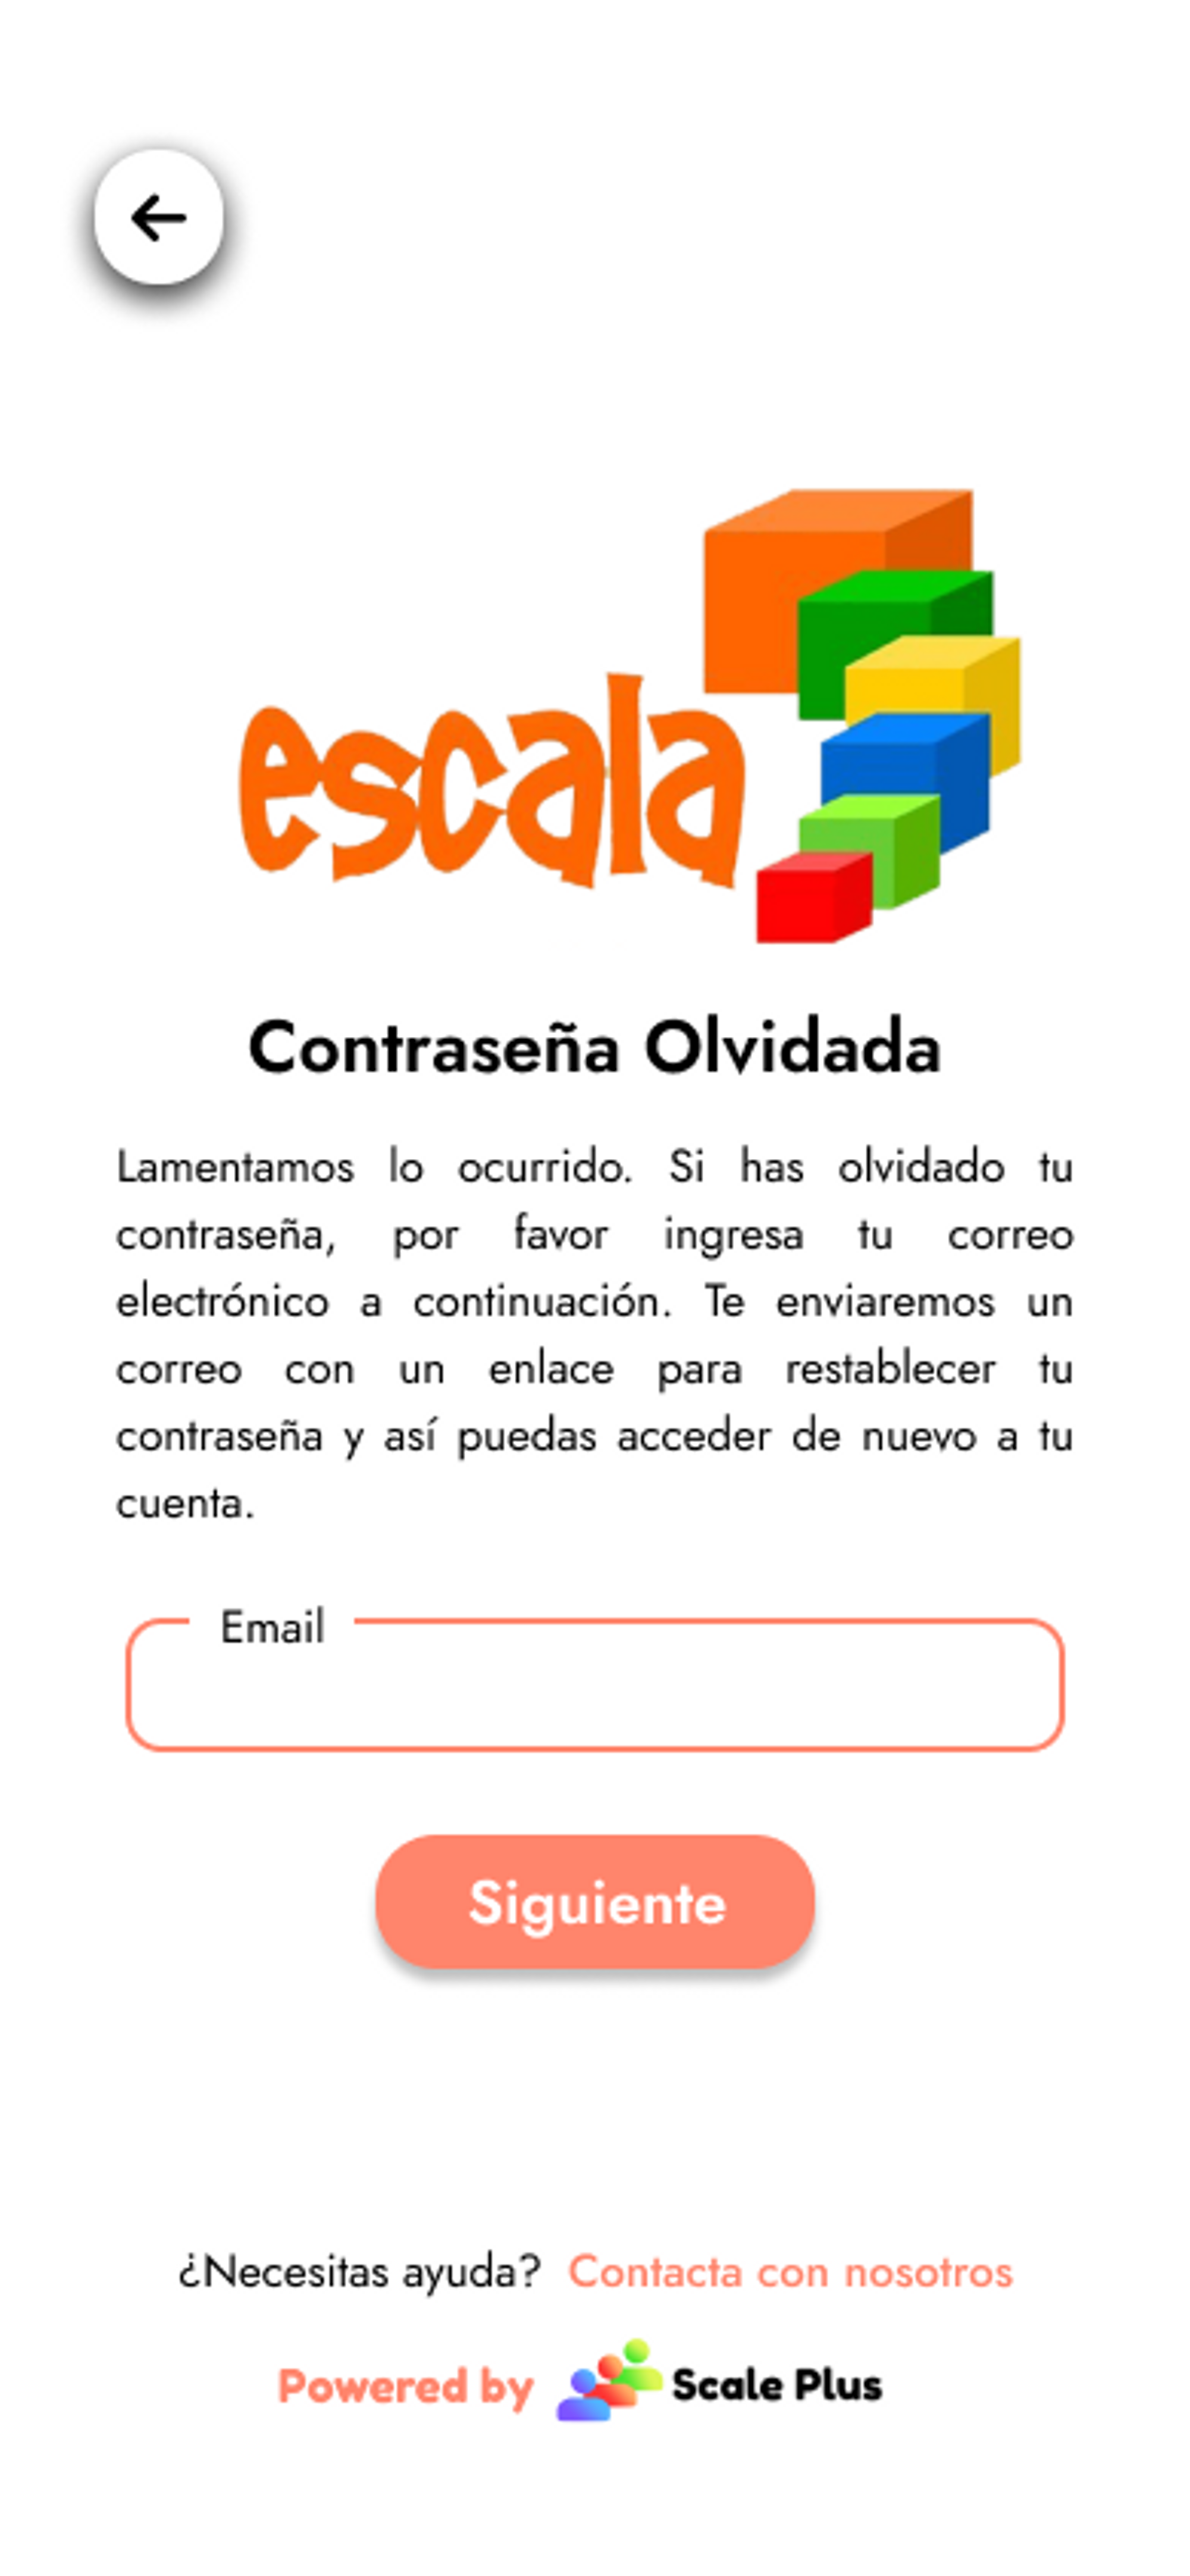 escala
Contraseña Olvidada
Lamentamos lo ocurrido. Si has olvidado tu
contraseña, por favor ingresa tu correo
electrónico a continuación. Te enviaremos un
correo con un enlace para restablecer tu
contraseña y así puedas acceder de nuevo a tu
cuenta.
Email
Siguiente
¿Necesitas ayuda? Contacta con nosotros
Powered by Scale Plus